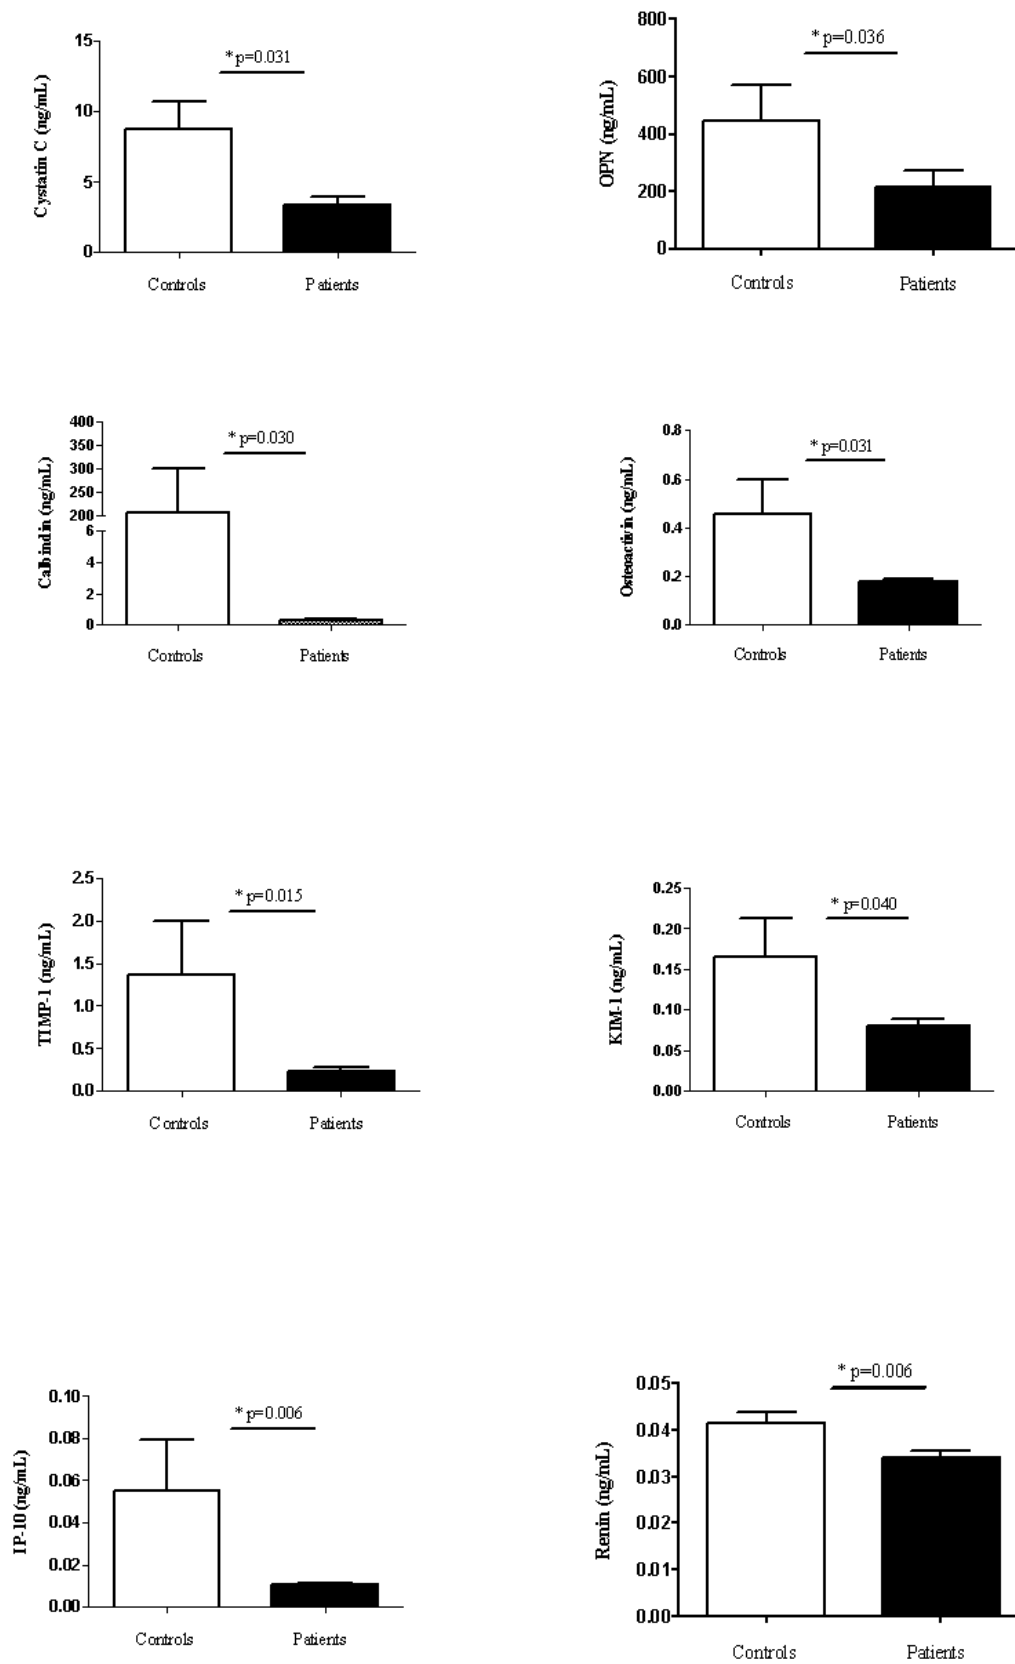 Cystatin C (ng/mL)
15
10
5
0
* p=0.031
Controls
Patients
OPN (ng/mL)
800
600
400
200
0
* p=0.036
Controls
Patients
Calbindin (ng/mL)
400
350
300
250
200
6
4
2
0
* p=0.030
Controls
Patients
Osteoactivin (ng/mL)
0.8
0.6
0.4
0.2
0.0
* p=0.031
Controls
Patients
TIMP-1 (ng/mL)
2.5
2.0
1.5
1.0
0.5
0.0
* p=0.015
Controls
Patients
KIM-1 (ng/mL)
0.25
0.20
0.15
0.10
0.05
0.00
* p=0.040
Controls
Patients
IP-10 (ng/mL)
0.10
0.08
0.06
0.04
0.02
0.00
* p=0.006
Controls
Patients
Renin (ng/mL)
0.05
0.04
0.03
0.02
0.01
0.00
* p=0.006
Controls
Patients